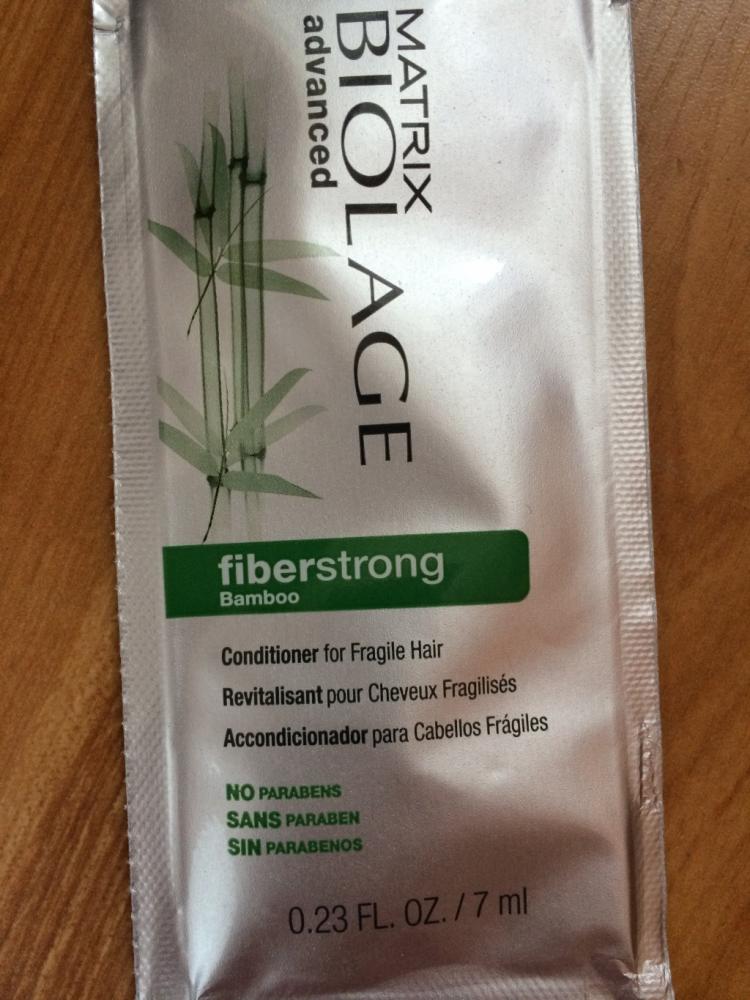 MATRIX
BIOLAGE
advanced
fiberstrong
Bamboo
Conditioner for Fragile Hair
Revitalisant pour Cheveux Fragilisés
Accondicionador para Cabellos Frágiles
NO PARABENS
SANS PARABEN
SIN PARABENOS
0.23 FL. OZ. / 7 ml